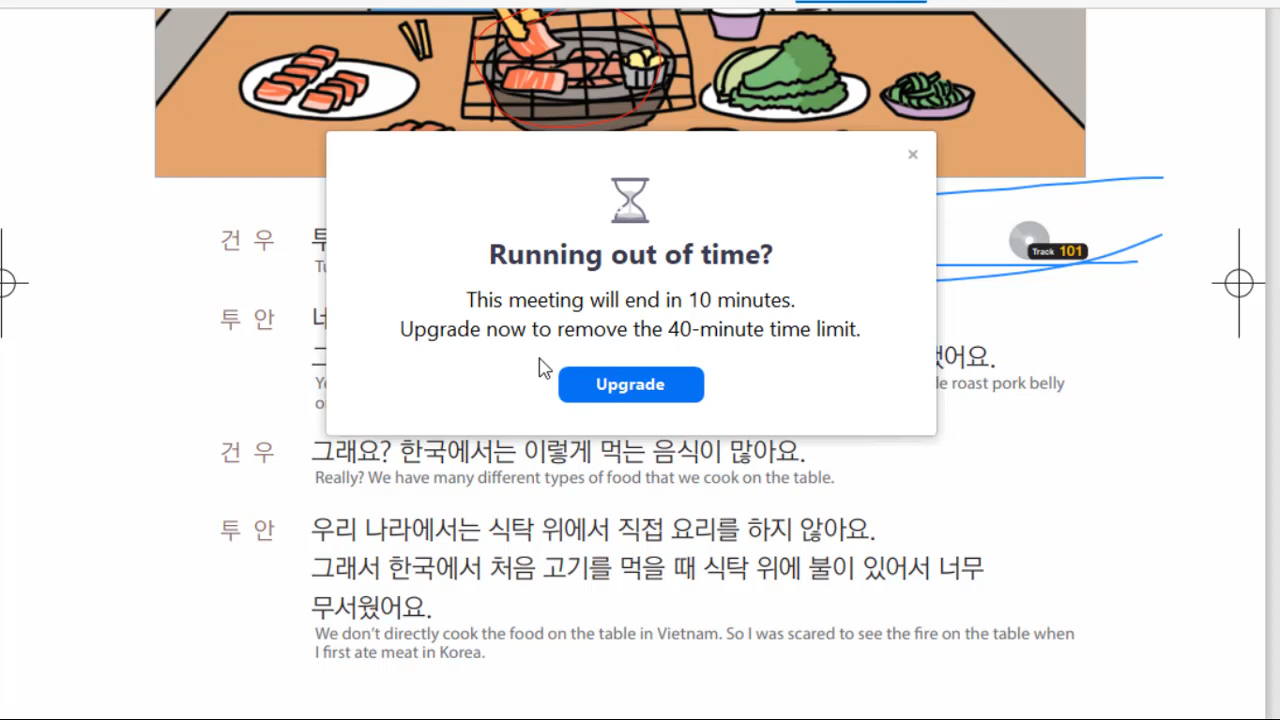 건 우
Track 101
투 안
했어요.
le roast pork belly
Running out of time?
This meeting will end in 10 minutes.
Upgrade now to remove the 40-minute time limit.
Upgrade
건 우 그래요? 한국에서는 이렇게 먹는 음식이 많아요.
Really? We have many different types of food that we cook on the table.
투 안 우리 나라에서는 식탁 위에서 직접 요리를 하지 않아요.
그래서 한국에서 처음 고기를 먹을 때 식탁 위에 불이 있어서 너무
무서웠어요.
We don't directly cook the food on the table in Vietnam. So I was scared to see the fire on the table when
I first ate meat in Korea.